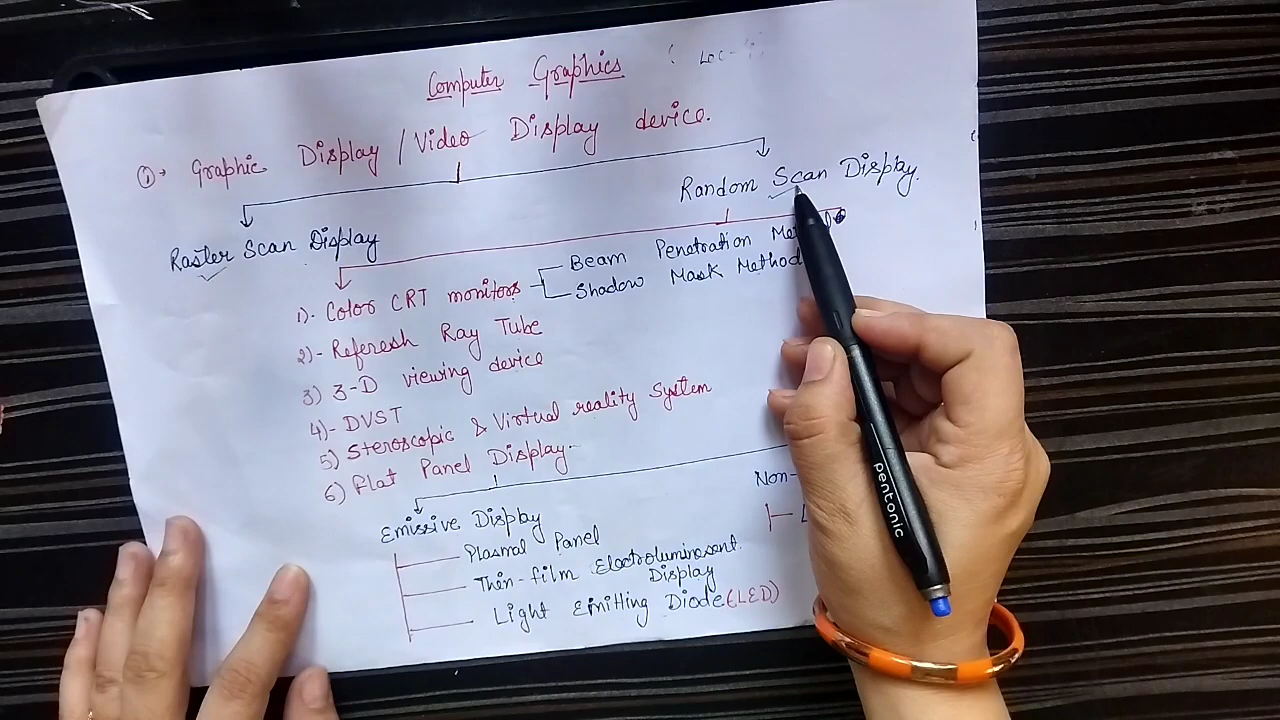 Computer Graphics
①→ Graphic Display / Video Display device.
Raster Scan Display
Random Scan Display.
1)- Color CRT monitors
Beam Penetration
Shadow Mask Method
2)- Referesh Ray Tube
3) 3-D viewing device
4)- DVST
5) Steroscopic & Virtual reality System
6) Flat Panel Display-
Emissive Display
Plasmal Panel
Thin-film Electroluminesent.
Display
Light Emitting Diode (LED)
Non-
pentonic